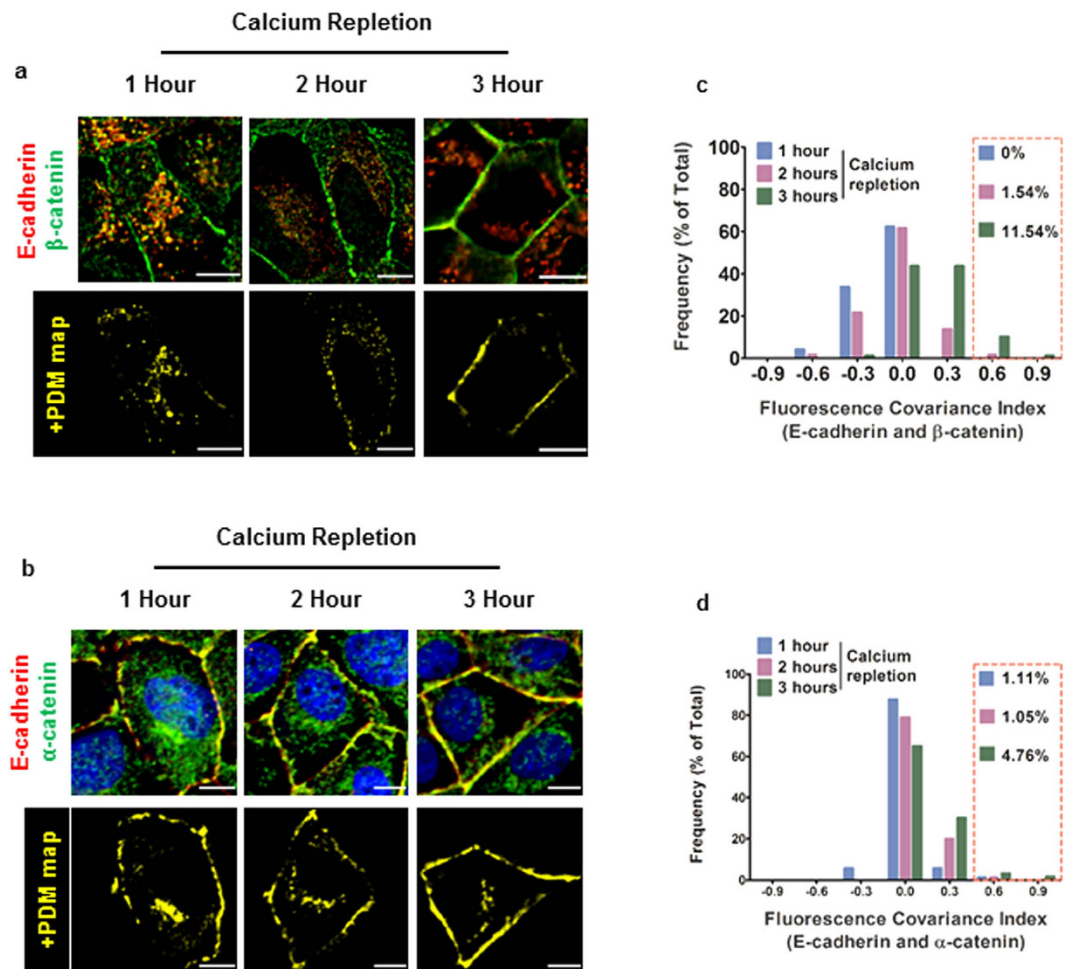 Calcium Repletion
a
1 Hour
2 Hour
3 Hour
E-cadherin
β-catenin
+PDM map
c
1 hour
2 hours
3 hours
Calcium
repletion
0%
1.54%
11.54%
Frequency (% of Total)
100
80
60
40
20
0
-0.9 -0.6 -0.3 0.0 0.3 0.6 0.9
Fluorescence Covariance Index
(E-cadherin and β-catenin)
Calcium Repletion
b
1 Hour
2 Hour
3 Hour
E-cadherin
α-catenin
+PDM map
d
1 hour
2 hours
3 hours
Calcium
repletion
1.11%
1.05%
4.76%
Frequency (% of Total)
100
80
60
40
20
0
-0.9 -0.6 -0.3 0.0 0.3 0.6 0.9
Fluorescence Covariance Index
(E-cadherin and α-catenin)